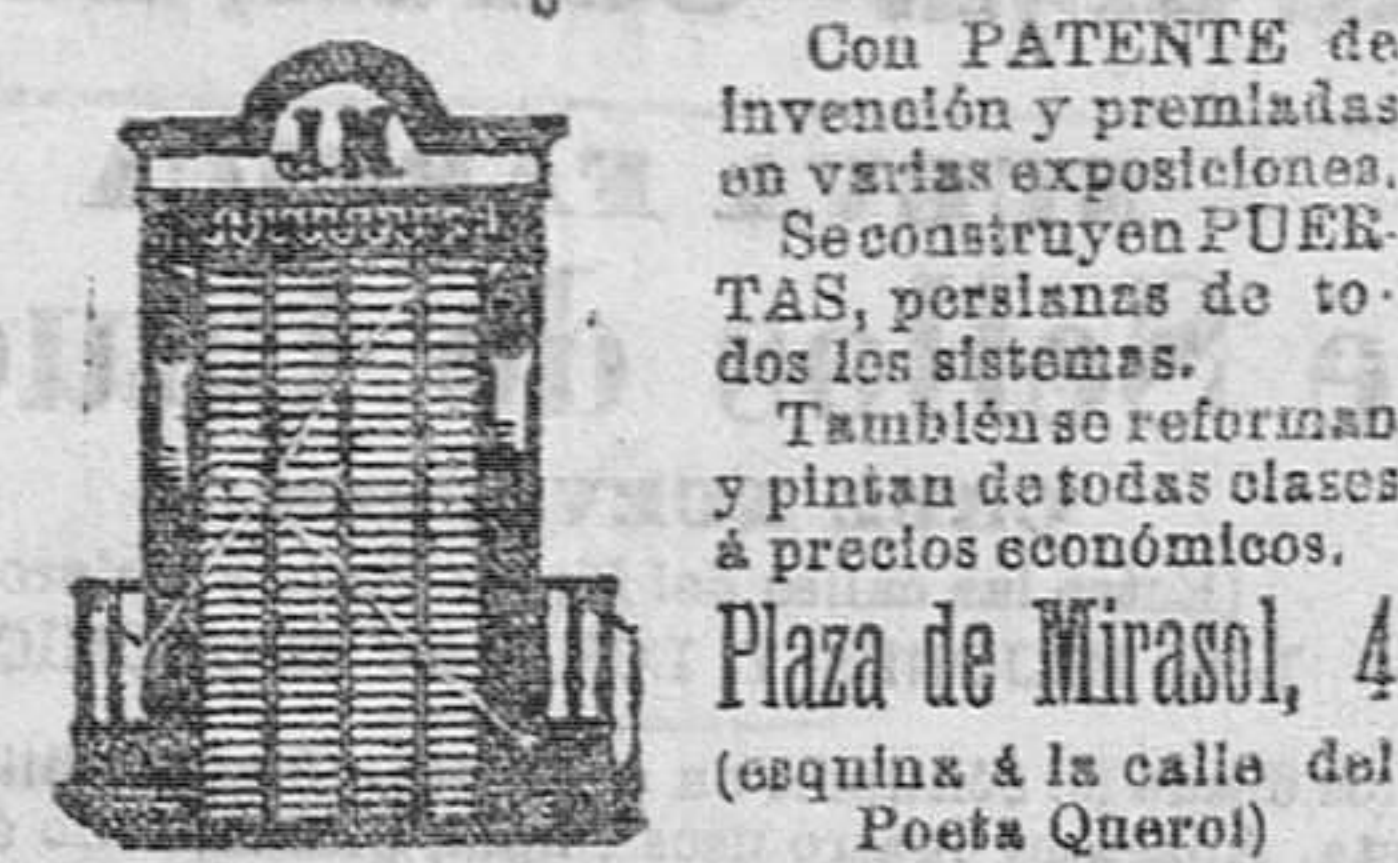 Con PATENTE de
invención y premiadas
en varias exposiciones.
Se construyen PUER-
TAS, persianas de to-
dos los sistemas.
También se reforman
y pintan de todas clases
á precios económicos.
Plaza de Mirasol, 4
(esquina á la calle del
Poeta Querol)